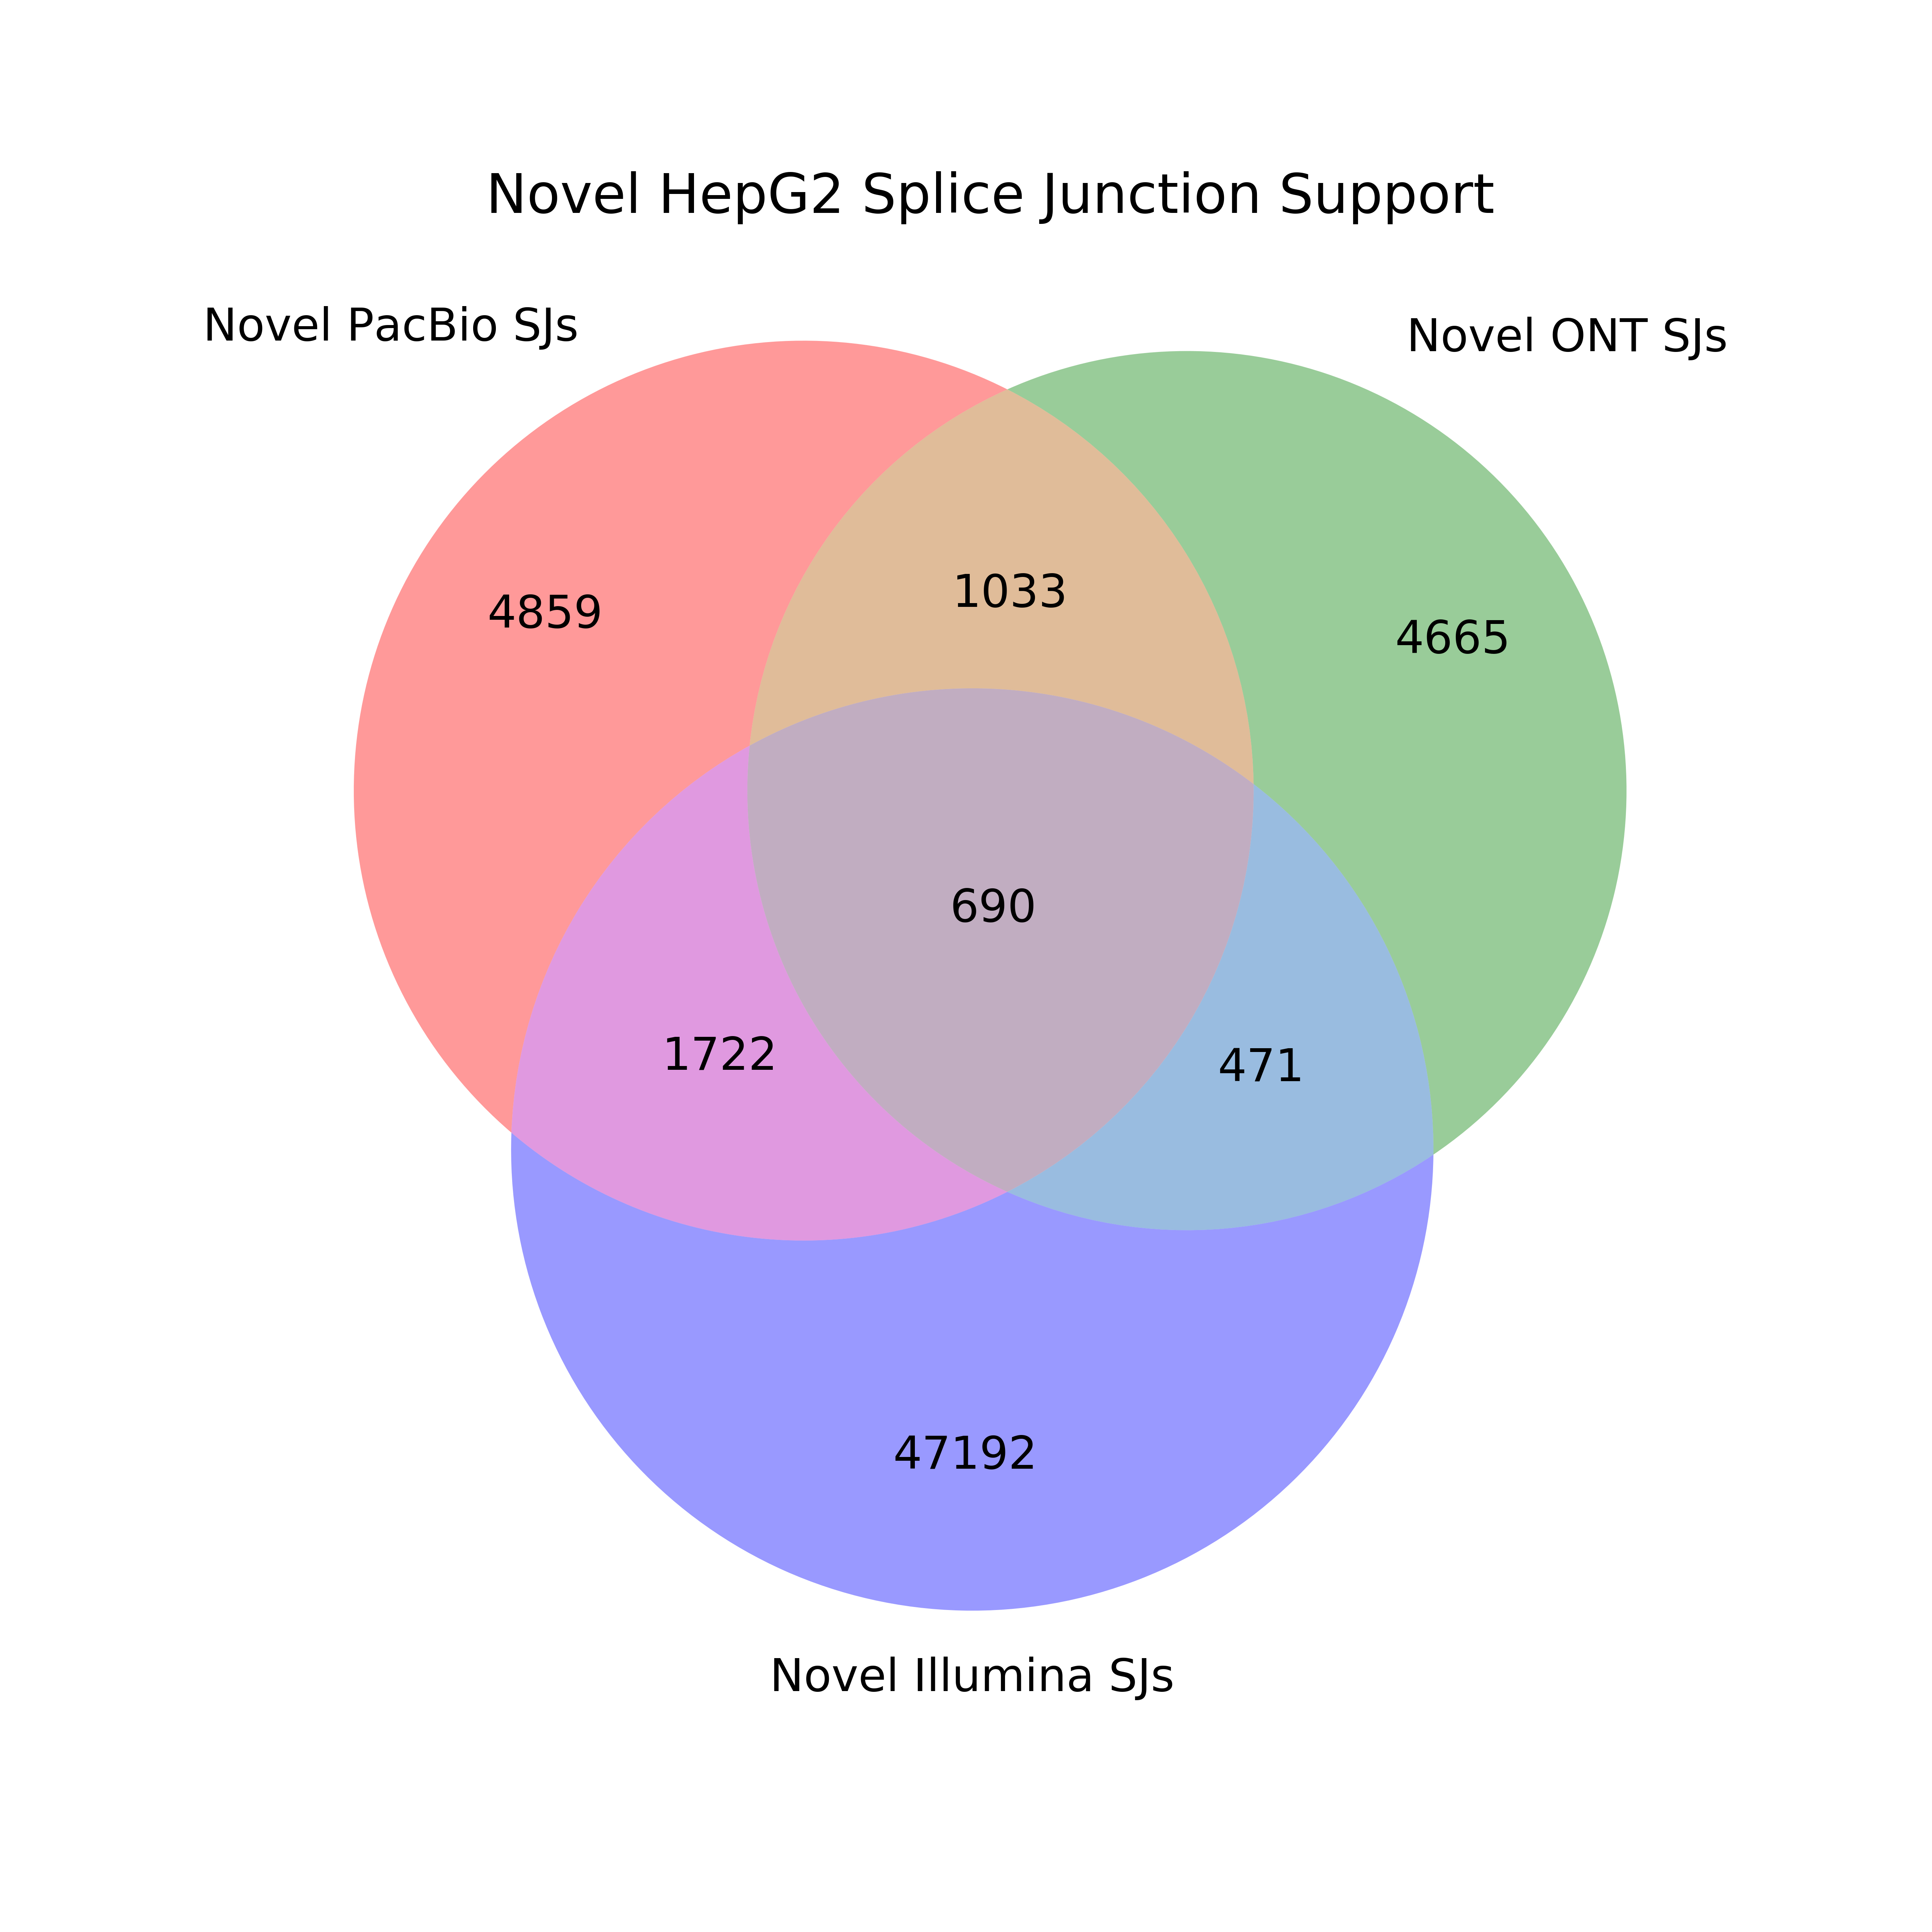 Novel HepG2 Splice Junction Support
Novel PacBio SJs
Novel ONT SJs
1033
4859
4665
690
1722
471
47192
Novel Illumina SJs